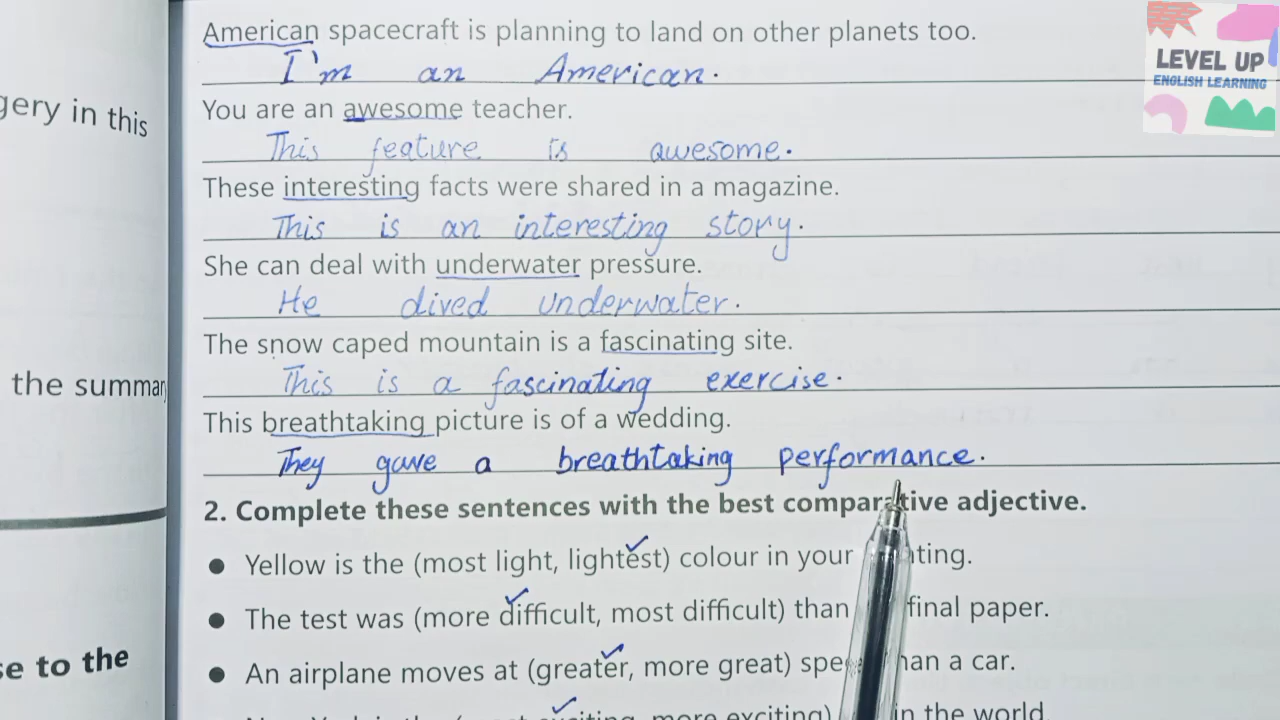 American spacecraft is planning to land on other planets too.
I'm an American.
You are an awesome teacher.
This feature is awesome.
These interesting facts were shared in a magazine.
This is an interesting story.
She can deal with underwater pressure.
He dived underwater.
The snow caped mountain is a fascinating site.
This is a fascinating exercise.
This breathtaking picture is of a wedding.
They gave a breathtaking performance.
2. Complete these sentences with the best comparative adjective.
● Yellow is the (most light, lightest) colour in your
● The test was (more difficult, most difficult) than final paper.
● An airplane moves at (greater, more great) than a car.
more exciting) in the world.
gery in this
the summar
se to the
LEVEL UP
ENGLISH LEARNING